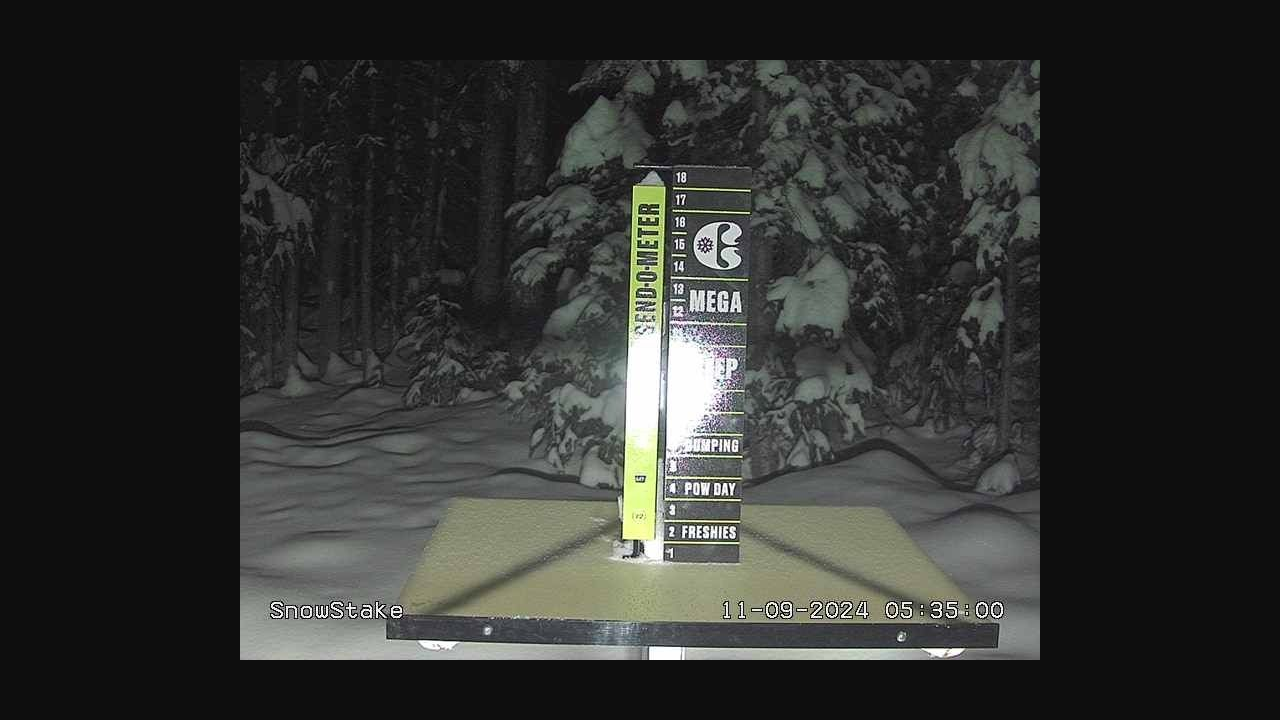 18
17
16
15
14
13
12
MEGA
SEND-O-METER
DUMPING
4 POW DAY
3
2 FRESHIES
1
SnowStake
11-09-2024 05:35:00